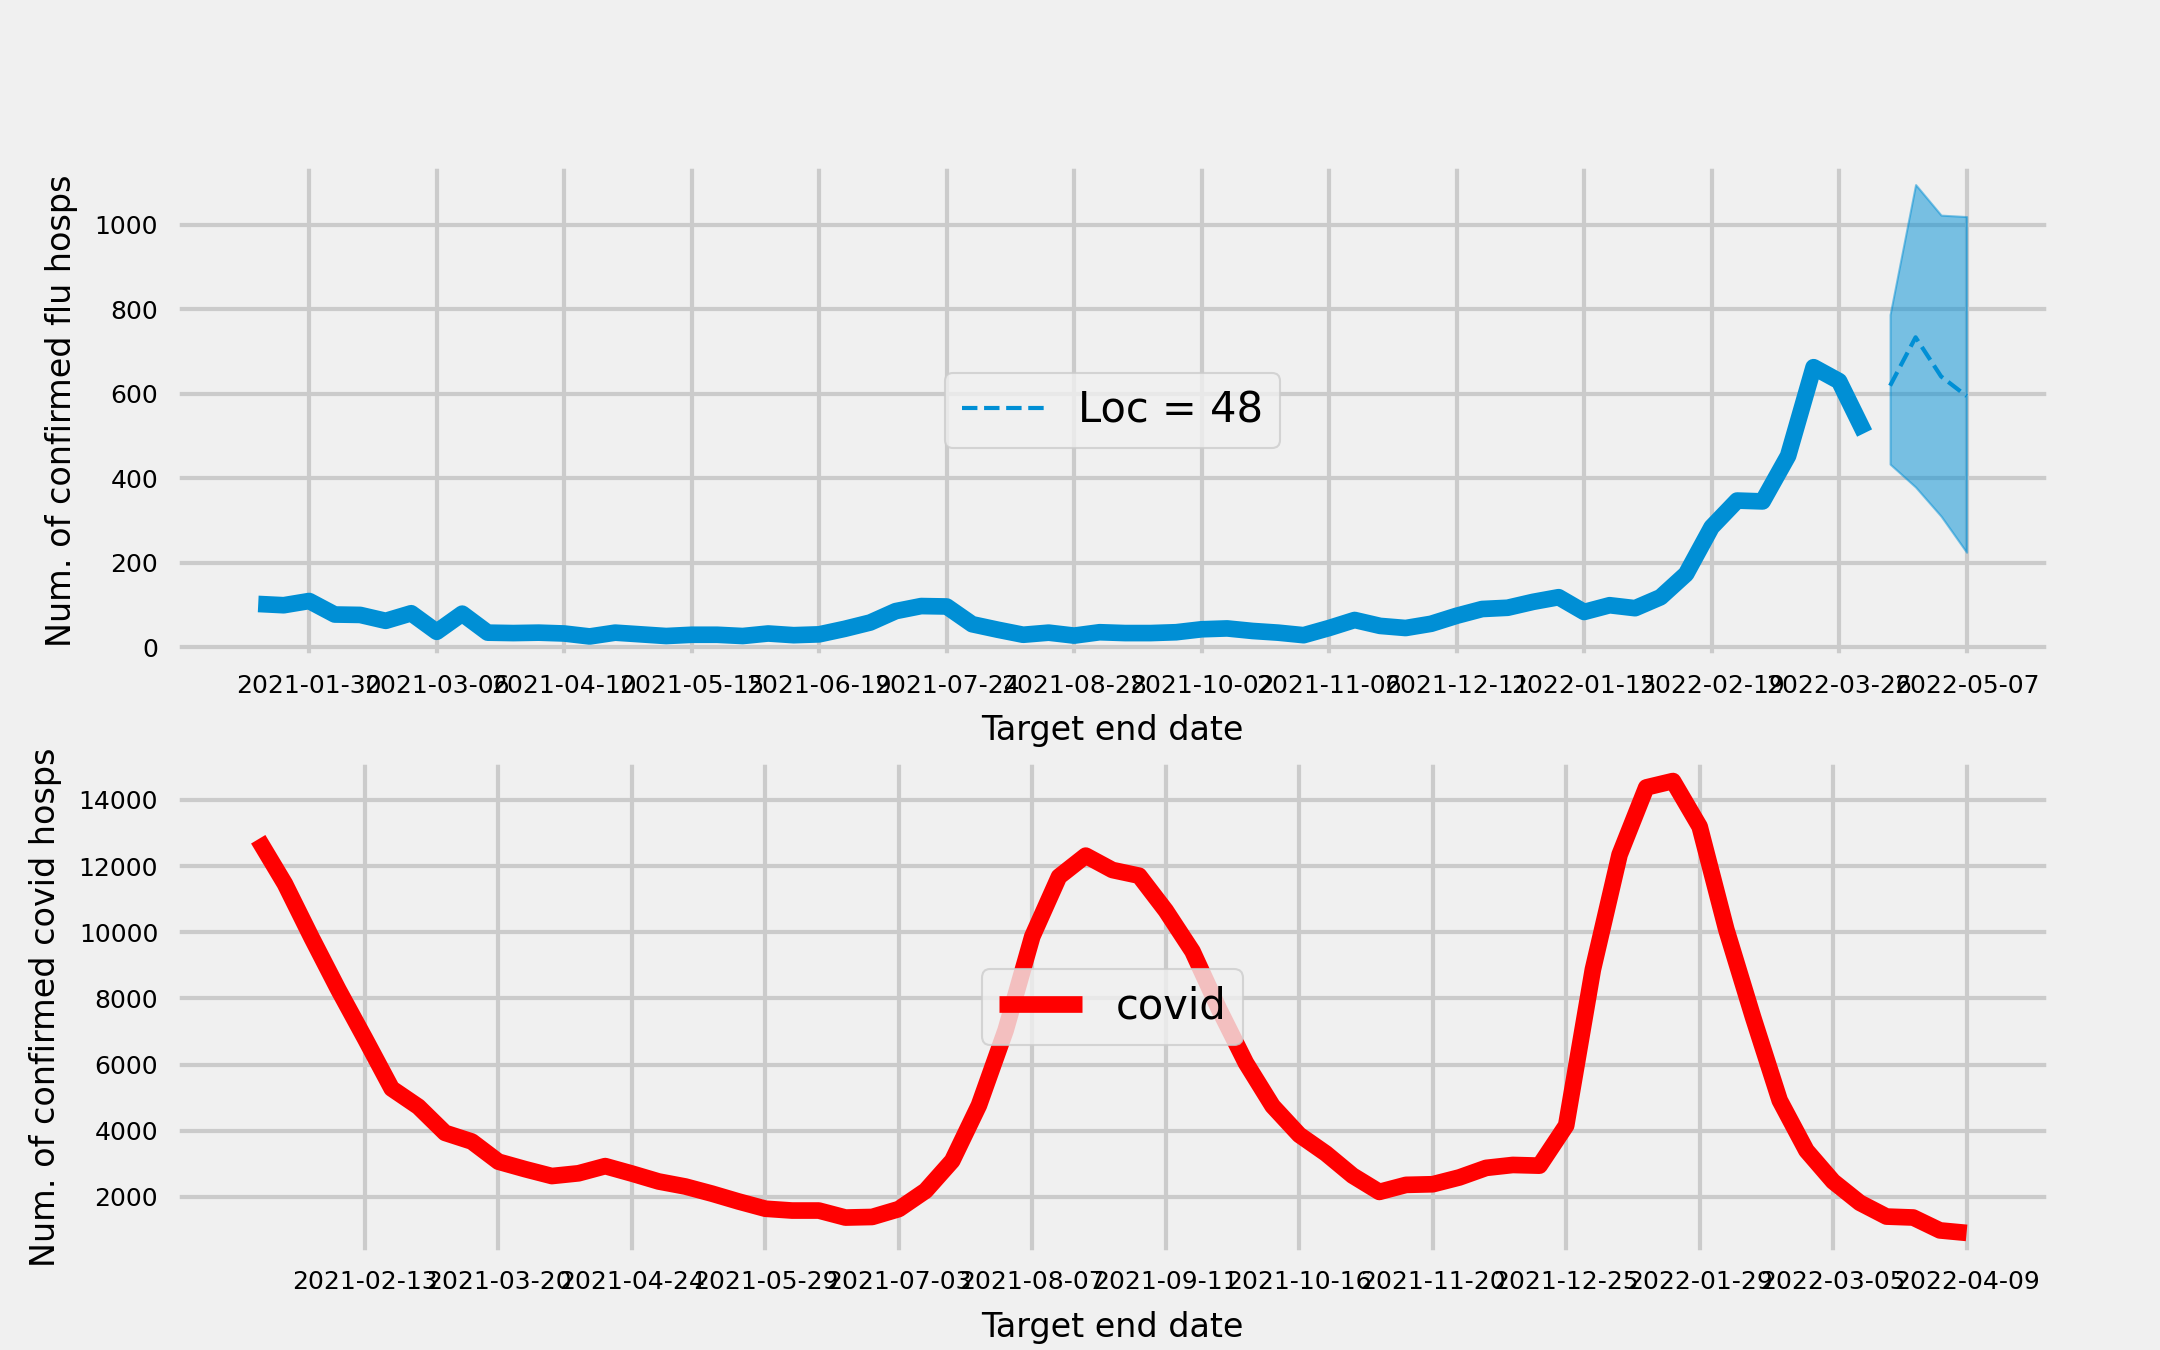 Num. of confirmed flu hosps
1000
800
600
400
200
0
Loc = 48
2021-01-30 2021-03-06 2021-04-10 2021-05-15 2021-06-19 2021-07-24 2021-08-28 2021-10-02 2021-11-06 2021-12-11 2022-01-15 2022-02-19 2022-03-26 2022-05-07
Target end date
Num. of confirmed covid hosps
14000
12000
10000
8000
6000
4000
2000
covid
2021-02-13 2021-03-20 2021-04-24 2021-05-29 2021-07-03 2021-08-07 2021-09-11 2021-10-16 2021-11-20 2021-12-25 2022-01-29 2022-03-05 2022-04-09
Target end date